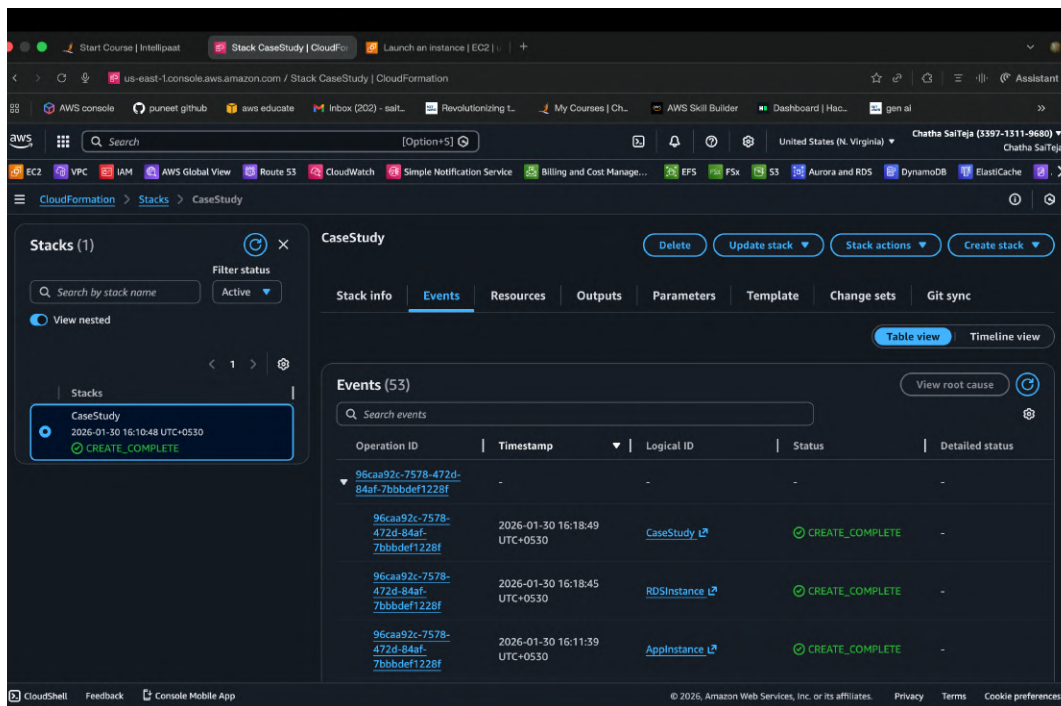 Start Course | Intellipaat
Stack CaseStudy | CloudFor
Launch an instance | EC2 | u
us-east-1.console.aws.amazon.com / Stack CaseStudy | CloudFormation
Assistant
AWS console
puneet github
aws educate
Inbox (202) - sait...
Revolutionizing t...
My Courses | Ch...
AWS Skill Builder
Dashboard | Hac...
gen ai
»
aws
Search
[Option+S]
United States (N. Virginia) ▼
Chatha SaiTeja (3397-1311-9680) ▼
Chatha SaiTeja
EC2
VPC
IAM
AWS Global View
Route 53
CloudWatch
Simple Notification Service
Billing and Cost Manage...
EFS
FSx
S3
Aurora and RDS
DynamoDB
ElastiCache
CloudFormation > Stacks > CaseStudy
Stacks (1)
Filter status
Search by stack name
Active ▼
View nested
< 1 >
Stacks
CaseStudy
2026-01-30 16:10:48 UTC+0530
CREATE_COMPLETE
CaseStudy
Delete
Update stack ▼
Stack actions ▼
Create stack ▼
Stack info
Events
Resources
Outputs
Parameters
Template
Change sets
Git sync
Table view
Timeline view
Events (53)
View root cause
Search events
Operation ID
Timestamp
Logical ID
Status
Detailed status
96caa92c-7578-472d-
84af-7bbbdef1228f
-
-
-
-
96caa92c-7578-
472d-84af-
7bbbdef1228f
2026-01-30 16:18:49
UTC+0530
CaseStudy
CREATE_COMPLETE
-
96caa92c-7578-
472d-84af-
7bbbdef1228f
2026-01-30 16:18:45
UTC+0530
RDSInstance
CREATE_COMPLETE
-
96caa92c-7578-
472d-84af-
7bbbdef1228f
2026-01-30 16:11:39
UTC+0530
AppInstance
CREATE_COMPLETE
-
CloudShell
Feedback
Console Mobile App
© 2026, Amazon Web Services, Inc. or its affiliates.
Privacy
Terms
Cookie preferences